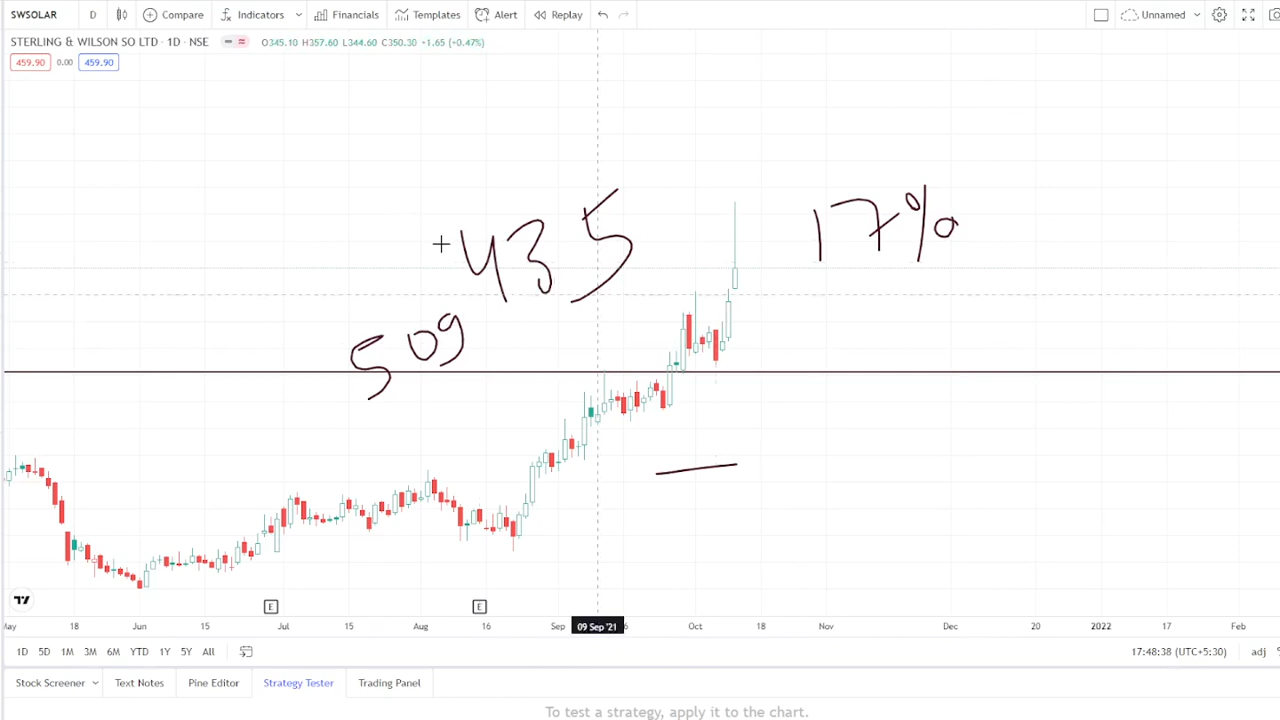 SWSOLAR D Compare Indicators Financials Templates Alert Replay Unnamed
STERLING & WILSON SO LTD · 1D · NSE O345.10 H357.60 L344.60 C350.30 +1.65 (+0.47%)
459.90 0.00 459.90
17%
435
509
E E
May 18 Jun 15 Jul 15 Aug 16 Sep 09 Sep '21 Oct 18 Nov Dec 20 2022 17 Feb
1D 5D 1M 3M 6M YTD 1Y 5Y All 17:48:38 (UTC+5:30) adj %
Stock Screener Text Notes Pine Editor Strategy Tester Trading Panel
To test a strategy, apply it to the chart.